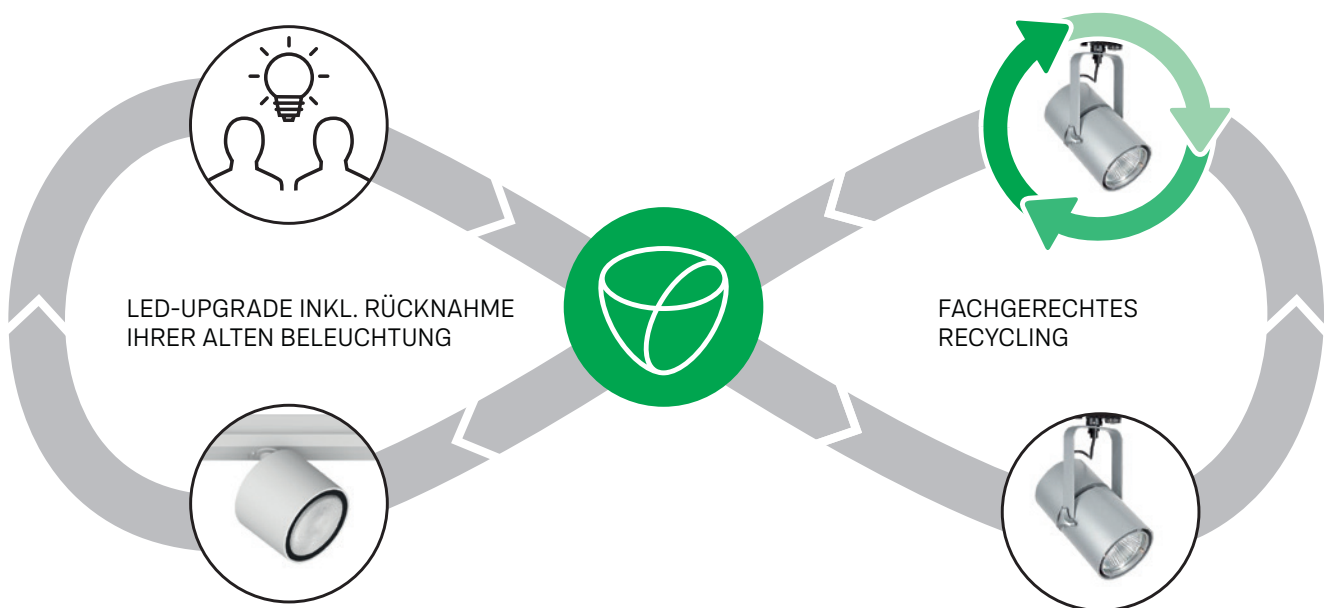 LED-UPGRADE INKL. RÜCKNAHME
IHRER ALTEN BELEUCHTUNG
FACHGERECHTES
RECYCLING